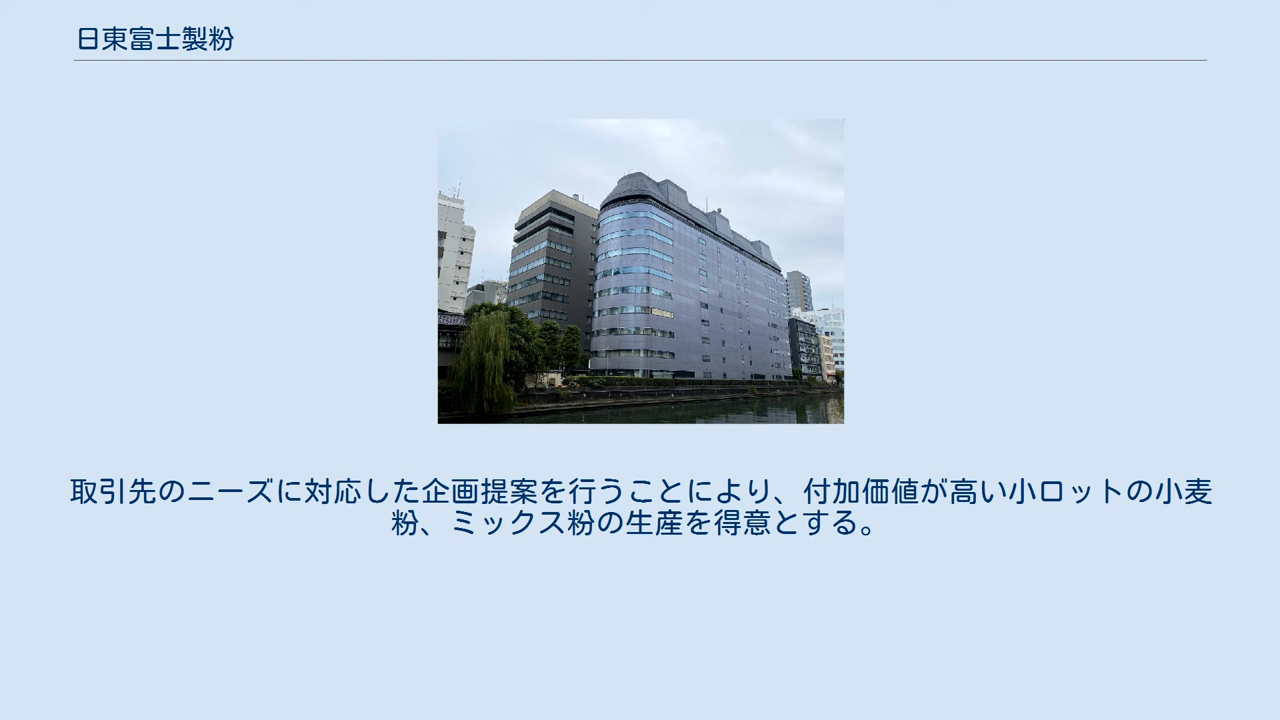 日東富士製粉
取引先のニーズに対応した企画提案を行うことにより、付加価値が高い小ロットの小麦
粉、ミックス粉の生産を得意とする。